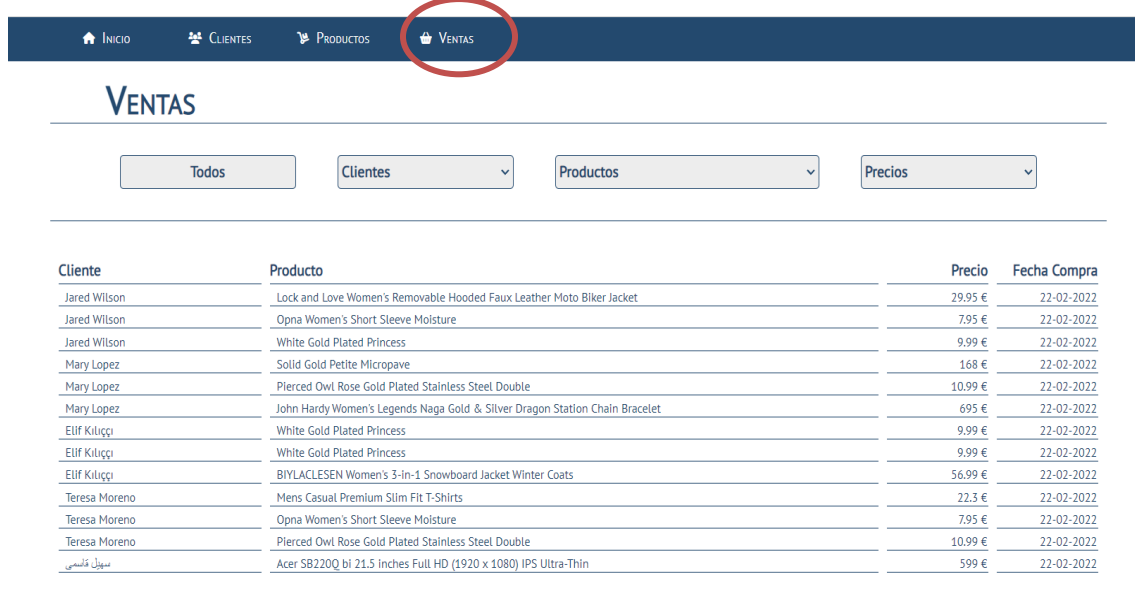 Inicio Clientes Productos Ventas
Ventas
Todos Clientes Productos Precios
Cliente Producto Precio Fecha Compra
Jared Wilson Lock and Love Women's Removable Hooded Faux Leather Moto Biker Jacket 29.95 € 22-02-2022
Jared Wilson Opna Women's Short Sleeve Moisture 7.95 € 22-02-2022
Jared Wilson White Gold Plated Princess 9.99 € 22-02-2022
Mary Lopez Solid Gold Petite Micropave 168 € 22-02-2022
Mary Lopez Pierced Owl Rose Gold Plated Stainless Steel Double 10.99 € 22-02-2022
Mary Lopez John Hardy Women's Legends Naga Gold & Silver Dragon Station Chain Bracelet 695 € 22-02-2022
Elif Kılıççı White Gold Plated Princess 9.99 € 22-02-2022
Elif Kılıççı White Gold Plated Princess 9.99 € 22-02-2022
Elif Kılıççı BIYLACLESEN Women's 3-in-1 Snowboard Jacket Winter Coats 56.99 € 22-02-2022
Teresa Moreno Mens Casual Premium Slim Fit T-Shirts 22.3 € 22-02-2022
Teresa Moreno Opna Women's Short Sleeve Moisture 7.95 € 22-02-2022
Teresa Moreno Pierced Owl Rose Gold Plated Stainless Steel Double 10.99 € 22-02-2022
سهیل قاسمی Acer SB220Q bi 21.5 inches Full HD (1920 x 1080) IPS Ultra-Thin 599 € 22-02-2022